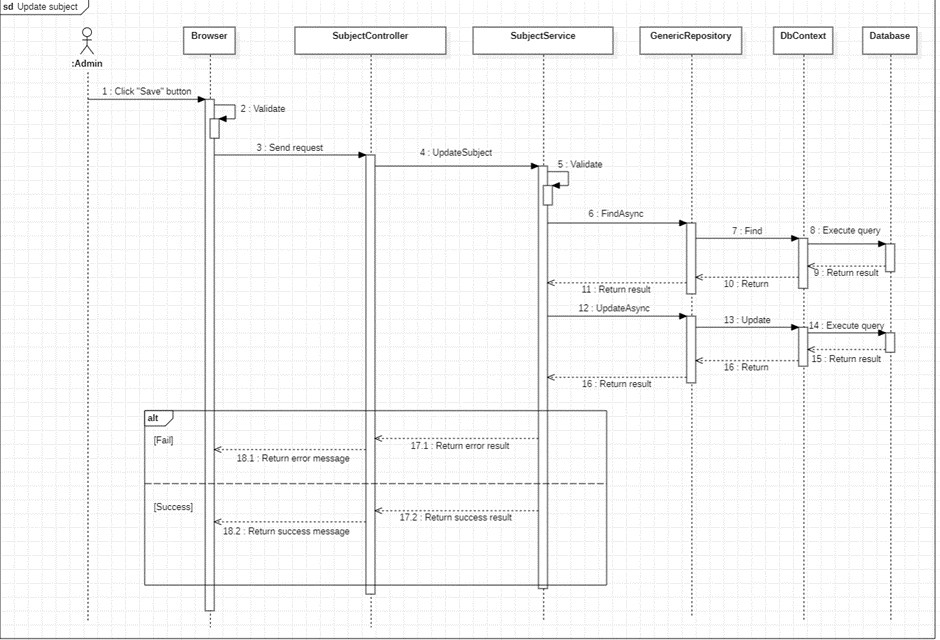 sd Update subject
Browser
SubjectController
SubjectService
GenericRepository
DbContext
Database
:Admin
1 : Click "Save" button
2 : Validate
3 : Send request
4 : UpdateSubject
5 : Validate
6 : FindAsync
7 : Find
8 : Execute query
9 : Return result
10 : Return
11 : Return result
12 : UpdateAsync
13 : Update
14 : Execute query
15 : Return result
16 : Return
16 : Return result
alt
[Fail]
17.1 : Return error result
18.1 : Return error message
[Success]
17.2 : Return success result
18.2 : Return success message